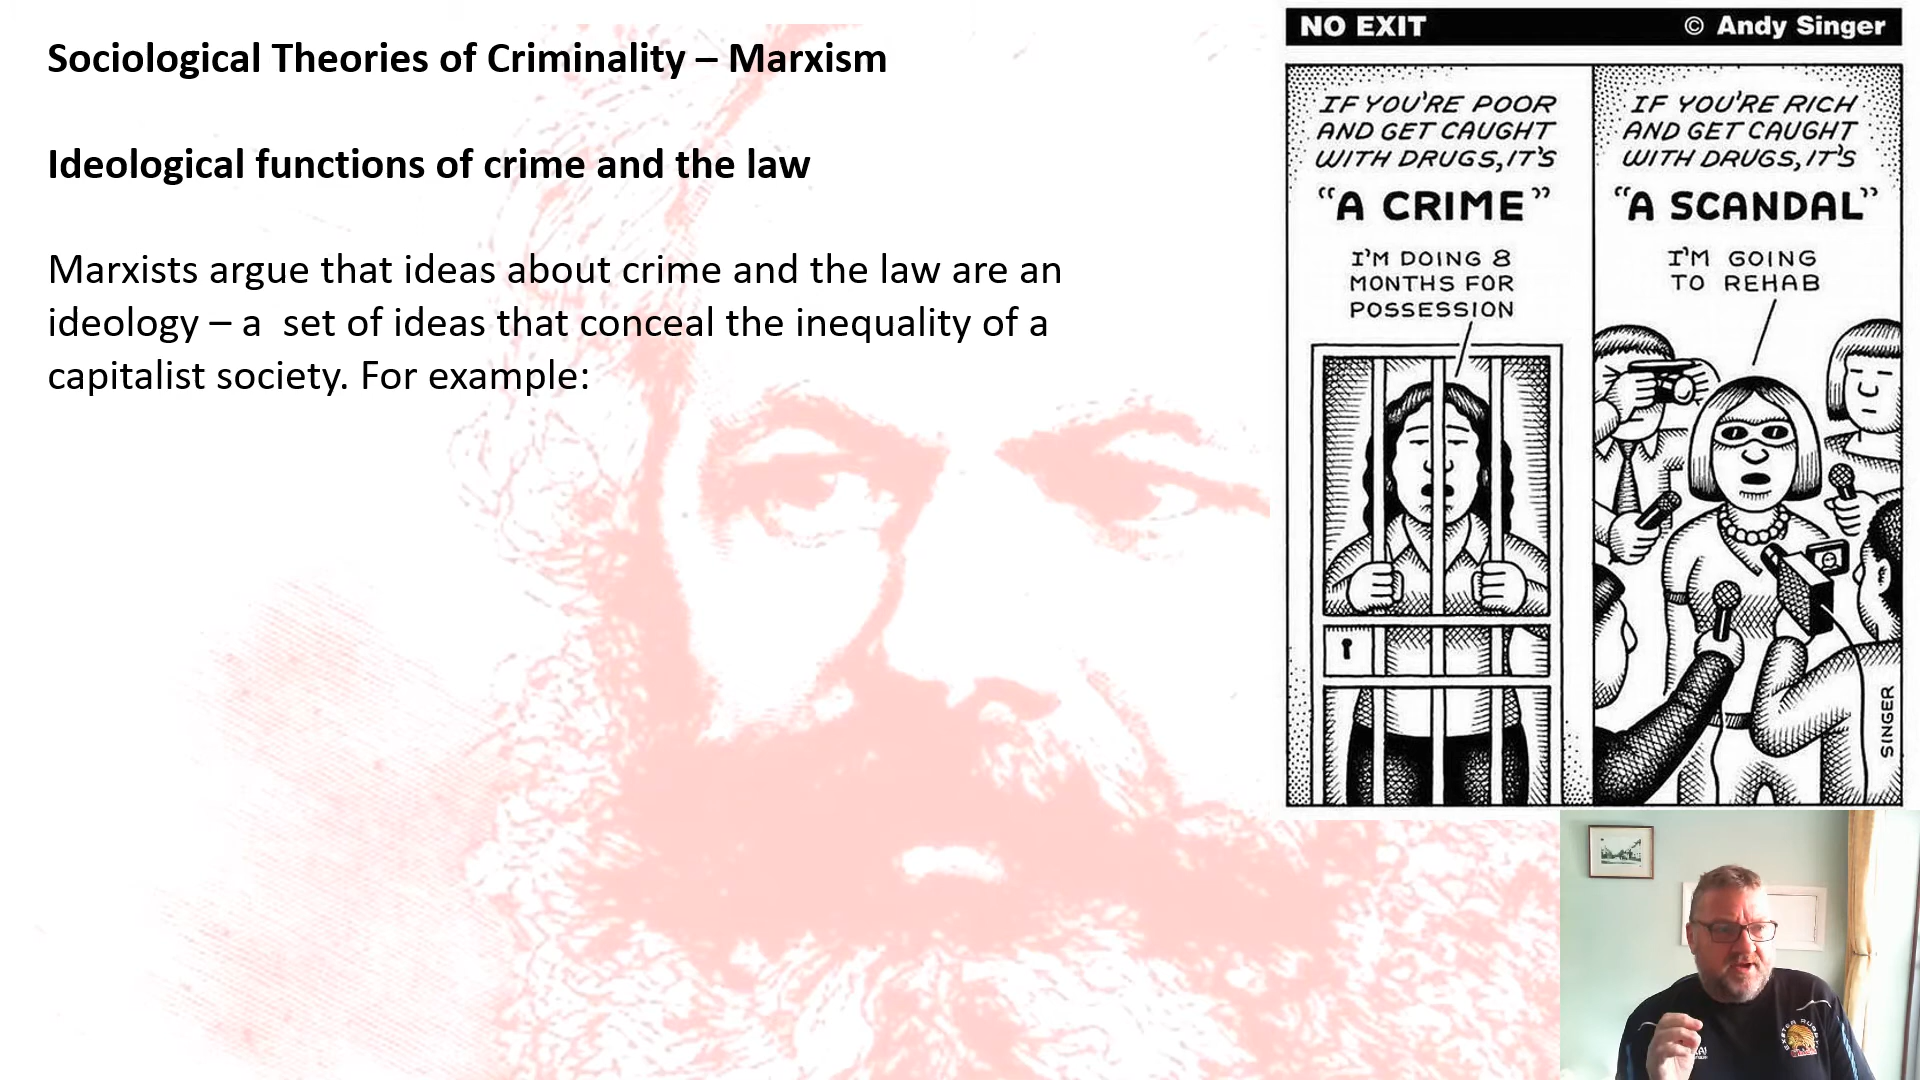 Sociological Theories of Criminality – Marxism
Ideological functions of crime and the law
Marxists argue that ideas about crime and the law are an
ideology – a  set of ideas that conceal the inequality of a
capitalist society. For example:
NO EXIT © Andy Singer
IF YOU'RE POOR
AND GET CAUGHT
WITH DRUGS, IT'S
“A CRIME”
I'M DOING 8
MONTHS FOR
POSSESSION
IF YOU'RE RICH
AND GET CAUGHT
WITH DRUGS, IT'S
“A SCANDAL”
I'M GOING
TO REHAB
SINGER
EXETER RUGBY